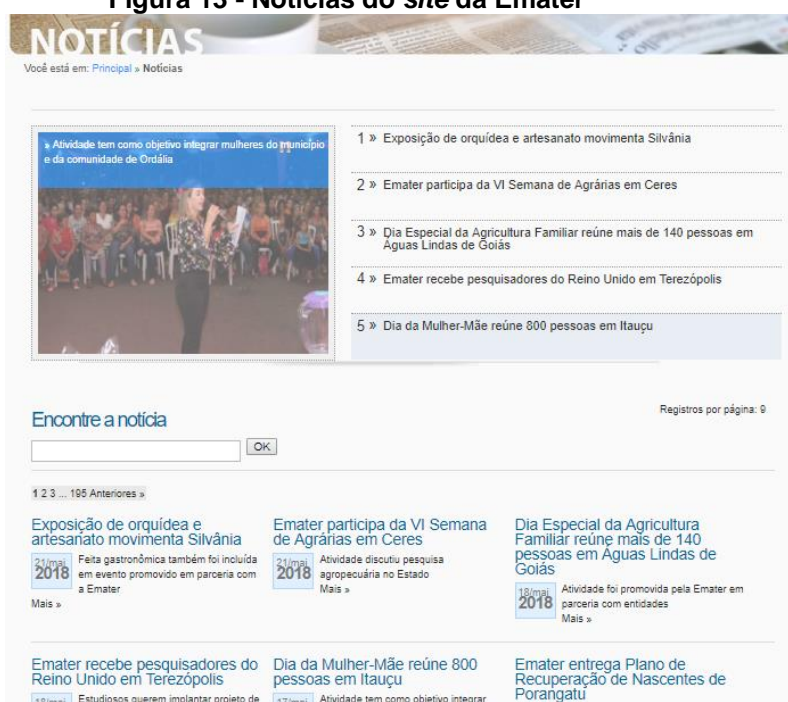 Figura 13 - Notícias do site da Emater
NOTÍCIAS
Você está em: Principal » Notícias
» Atividade tem como objetivo integrar mulheres do município
e da comunidade de Ordália
1 » Exposição de orquídea e artesanato movimenta Silvânia
2 » Emater participa da VI Semana de Agrárias em Ceres
3 » Dia Especial da Agricultura Familiar reúne mais de 140 pessoas em
Águas Lindas de Goiás
4 » Emater recebe pesquisadores do Reino Unido em Terezópolis
5 » Dia da Mulher-Mãe reúne 800 pessoas em Itauçu
Encontre a notícia
Registros por página: 9
OK
1 2 3 ... 195 Anteriores »
Exposição de orquídea e
artesanato movimenta Silvânia
21/mai
2018
Feita gastronômica também foi incluída
em evento promovido em parceria com
a Emater
Mais »
Emater participa da VI Semana
de Agrárias em Ceres
21/mai
2018
Atividade discutiu pesquisa
agropecuária no Estado
Mais »
Dia Especial da Agricultura
Familiar reúne mais de 140
pessoas em Águas Lindas de
Goiás
18/mai
2018
Atividade foi promovida pela Emater em
parceria com entidades
Mais »
Emater recebe pesquisadores do
Reino Unido em Terezópolis
18/mai
Estudiosos querem implantar projeto de
Dia da Mulher-Mãe reúne 800
pessoas em Itauçu
17/mai
Atividade tem como objetivo integrar
Emater entrega Plano de
Recuperação de Nascentes de
Porangatu